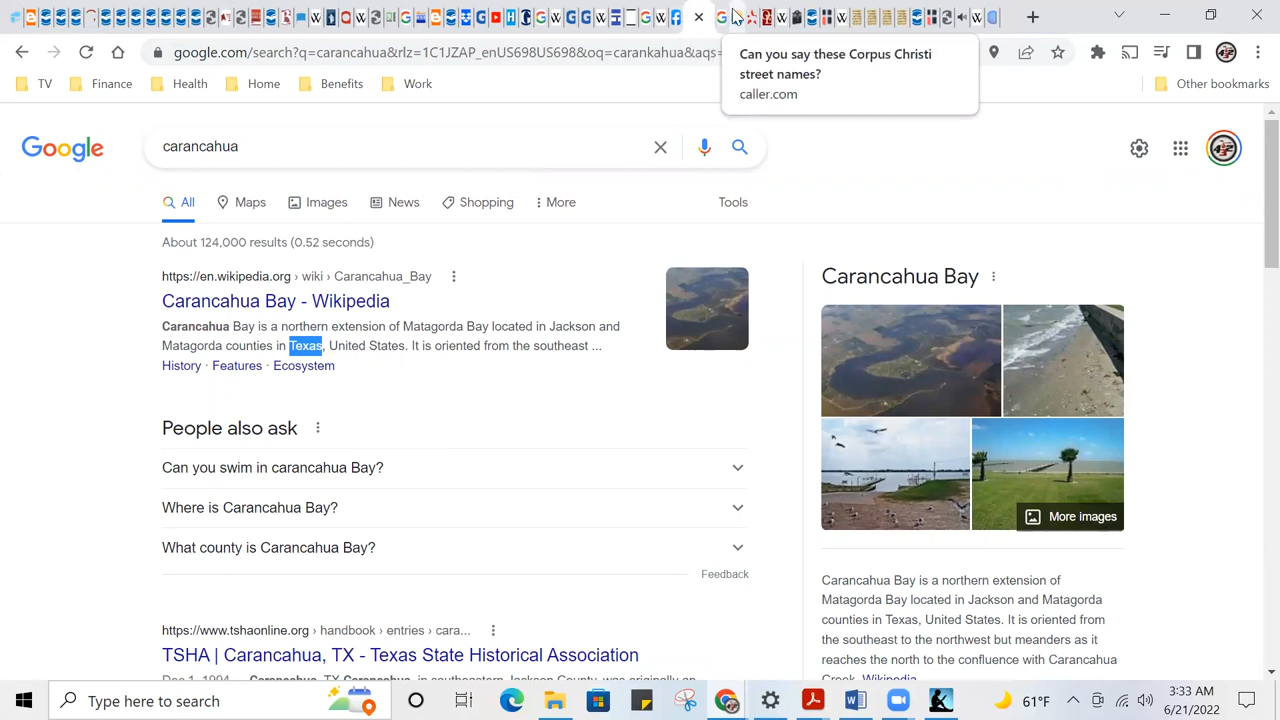 google.com/search?q=carancahua&rlz=1C1JZAP_enUS698US698&oq=carankahua&aqs=
Can you say these Corpus Christi
street names?
caller.com
TV
Finance
Health
Home
Benefits
Work
Other bookmarks
Google
carancahua
All
Maps
Images
News
Shopping
More
Tools
About 124,000 results (0.52 seconds)
https://en.wikipedia.org › wiki › Carancahua_Bay
Carancahua Bay - Wikipedia
Carancahua Bay is a northern extension of Matagorda Bay located in Jackson and
Matagorda counties in Texas, United States. It is oriented from the southeast ...
History · Features · Ecosystem
People also ask
Can you swim in carancahua Bay?
Where is Carancahua Bay?
What county is Carancahua Bay?
Feedback
https://www.tshaonline.org › handbook › entries › cara...
TSHA | Carancahua, TX - Texas State Historical Association
Dec 1, 1994 — Carancahua, TX
Carancahua Bay
More images
Carancahua Bay is a northern extension of
Matagorda Bay located in Jackson and Matagorda
counties in Texas, United States. It is oriented from
the southeast to the northwest but meanders as it
reaches the north to the confluence with Carancahua
Creek. Wikipedia
Type here to search
61°F
3:33 AM
6/21/2022